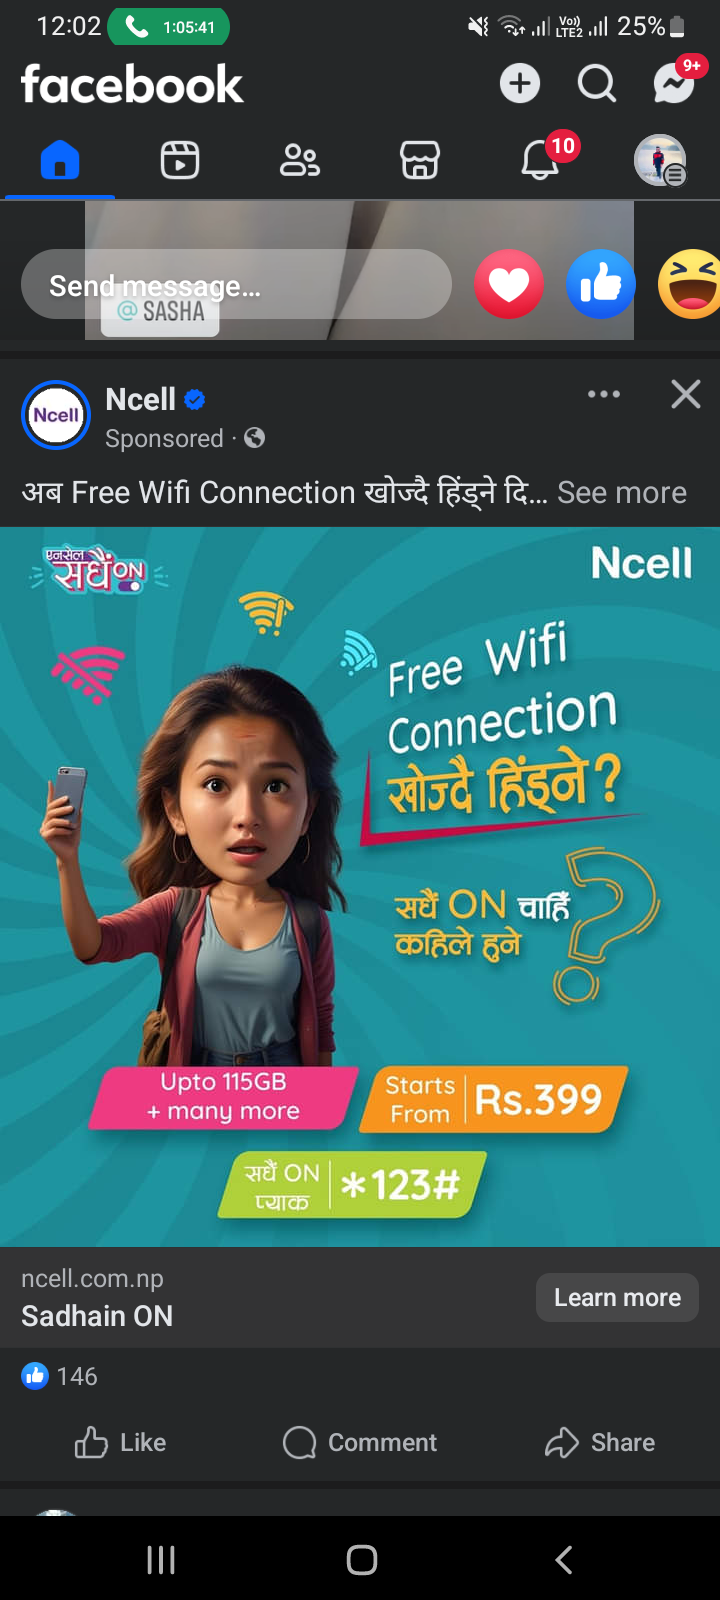 12:02 1:05:41 Vo)) LTE2 25%
facebook 9+
10
Send message...
@ SASHA
Ncell Ncell
Sponsored ·
अब Free Wifi Connection खोज्दै हिंड्ने दि... See more
एनसेल
सधैंON
Ncell
Free Wifi
Connection
खोज्दै हिंड्ने?
सधैं ON चाहिँ
कहिले हुने ?
Upto 115GB
+ many more
Starts
From Rs.399
सधैं ON
प्याक *123#
ncell.com.np
Sadhain ON
Learn more
146
Like Comment Share